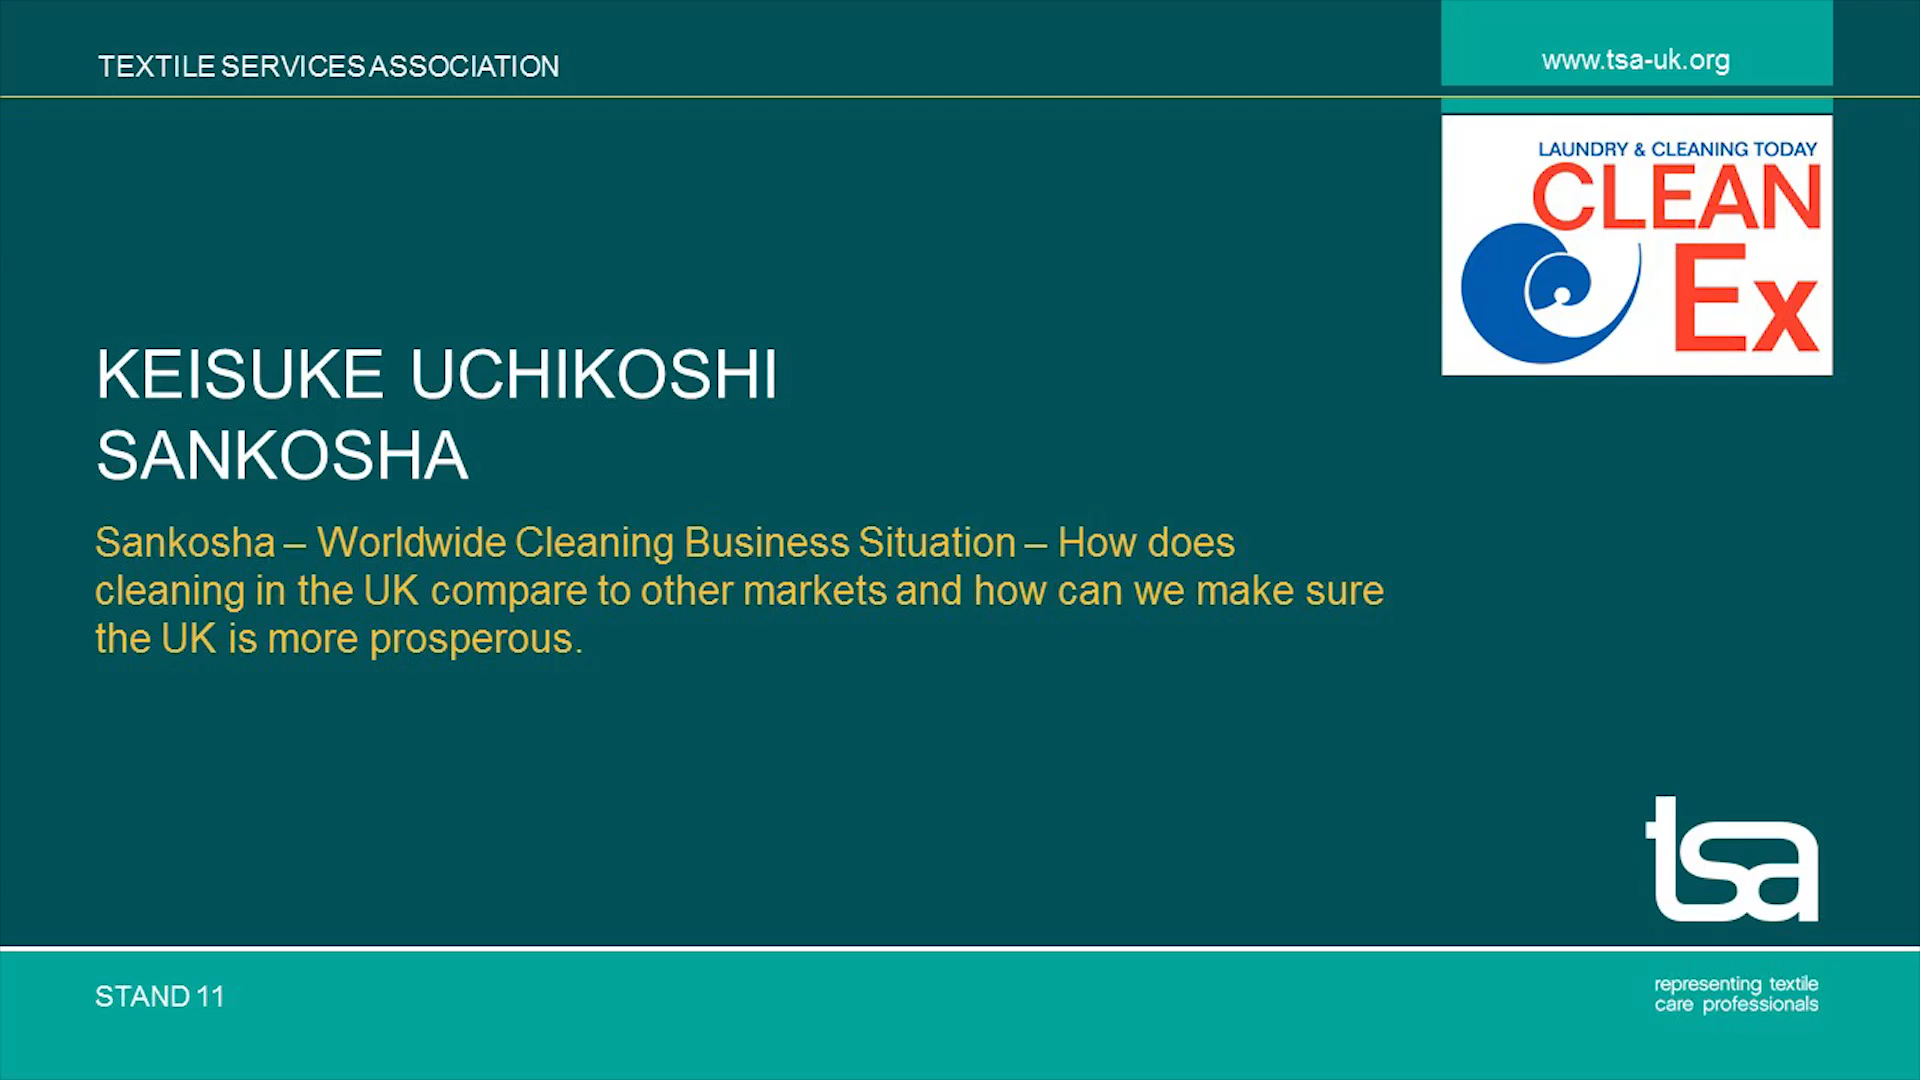 TEXTILE SERVICES ASSOCIATION
www.tsa-uk.org
LAUNDRY & CLEANING TODAY
CLEAN
Ex
KEISUKE UCHIKOSHI
SANKOSHA
Sankosha – Worldwide Cleaning Business Situation – How does
cleaning in the UK compare to other markets and how can we make sure
the UK is more prosperous.
tsa
STAND 11
representing textile
care professionals